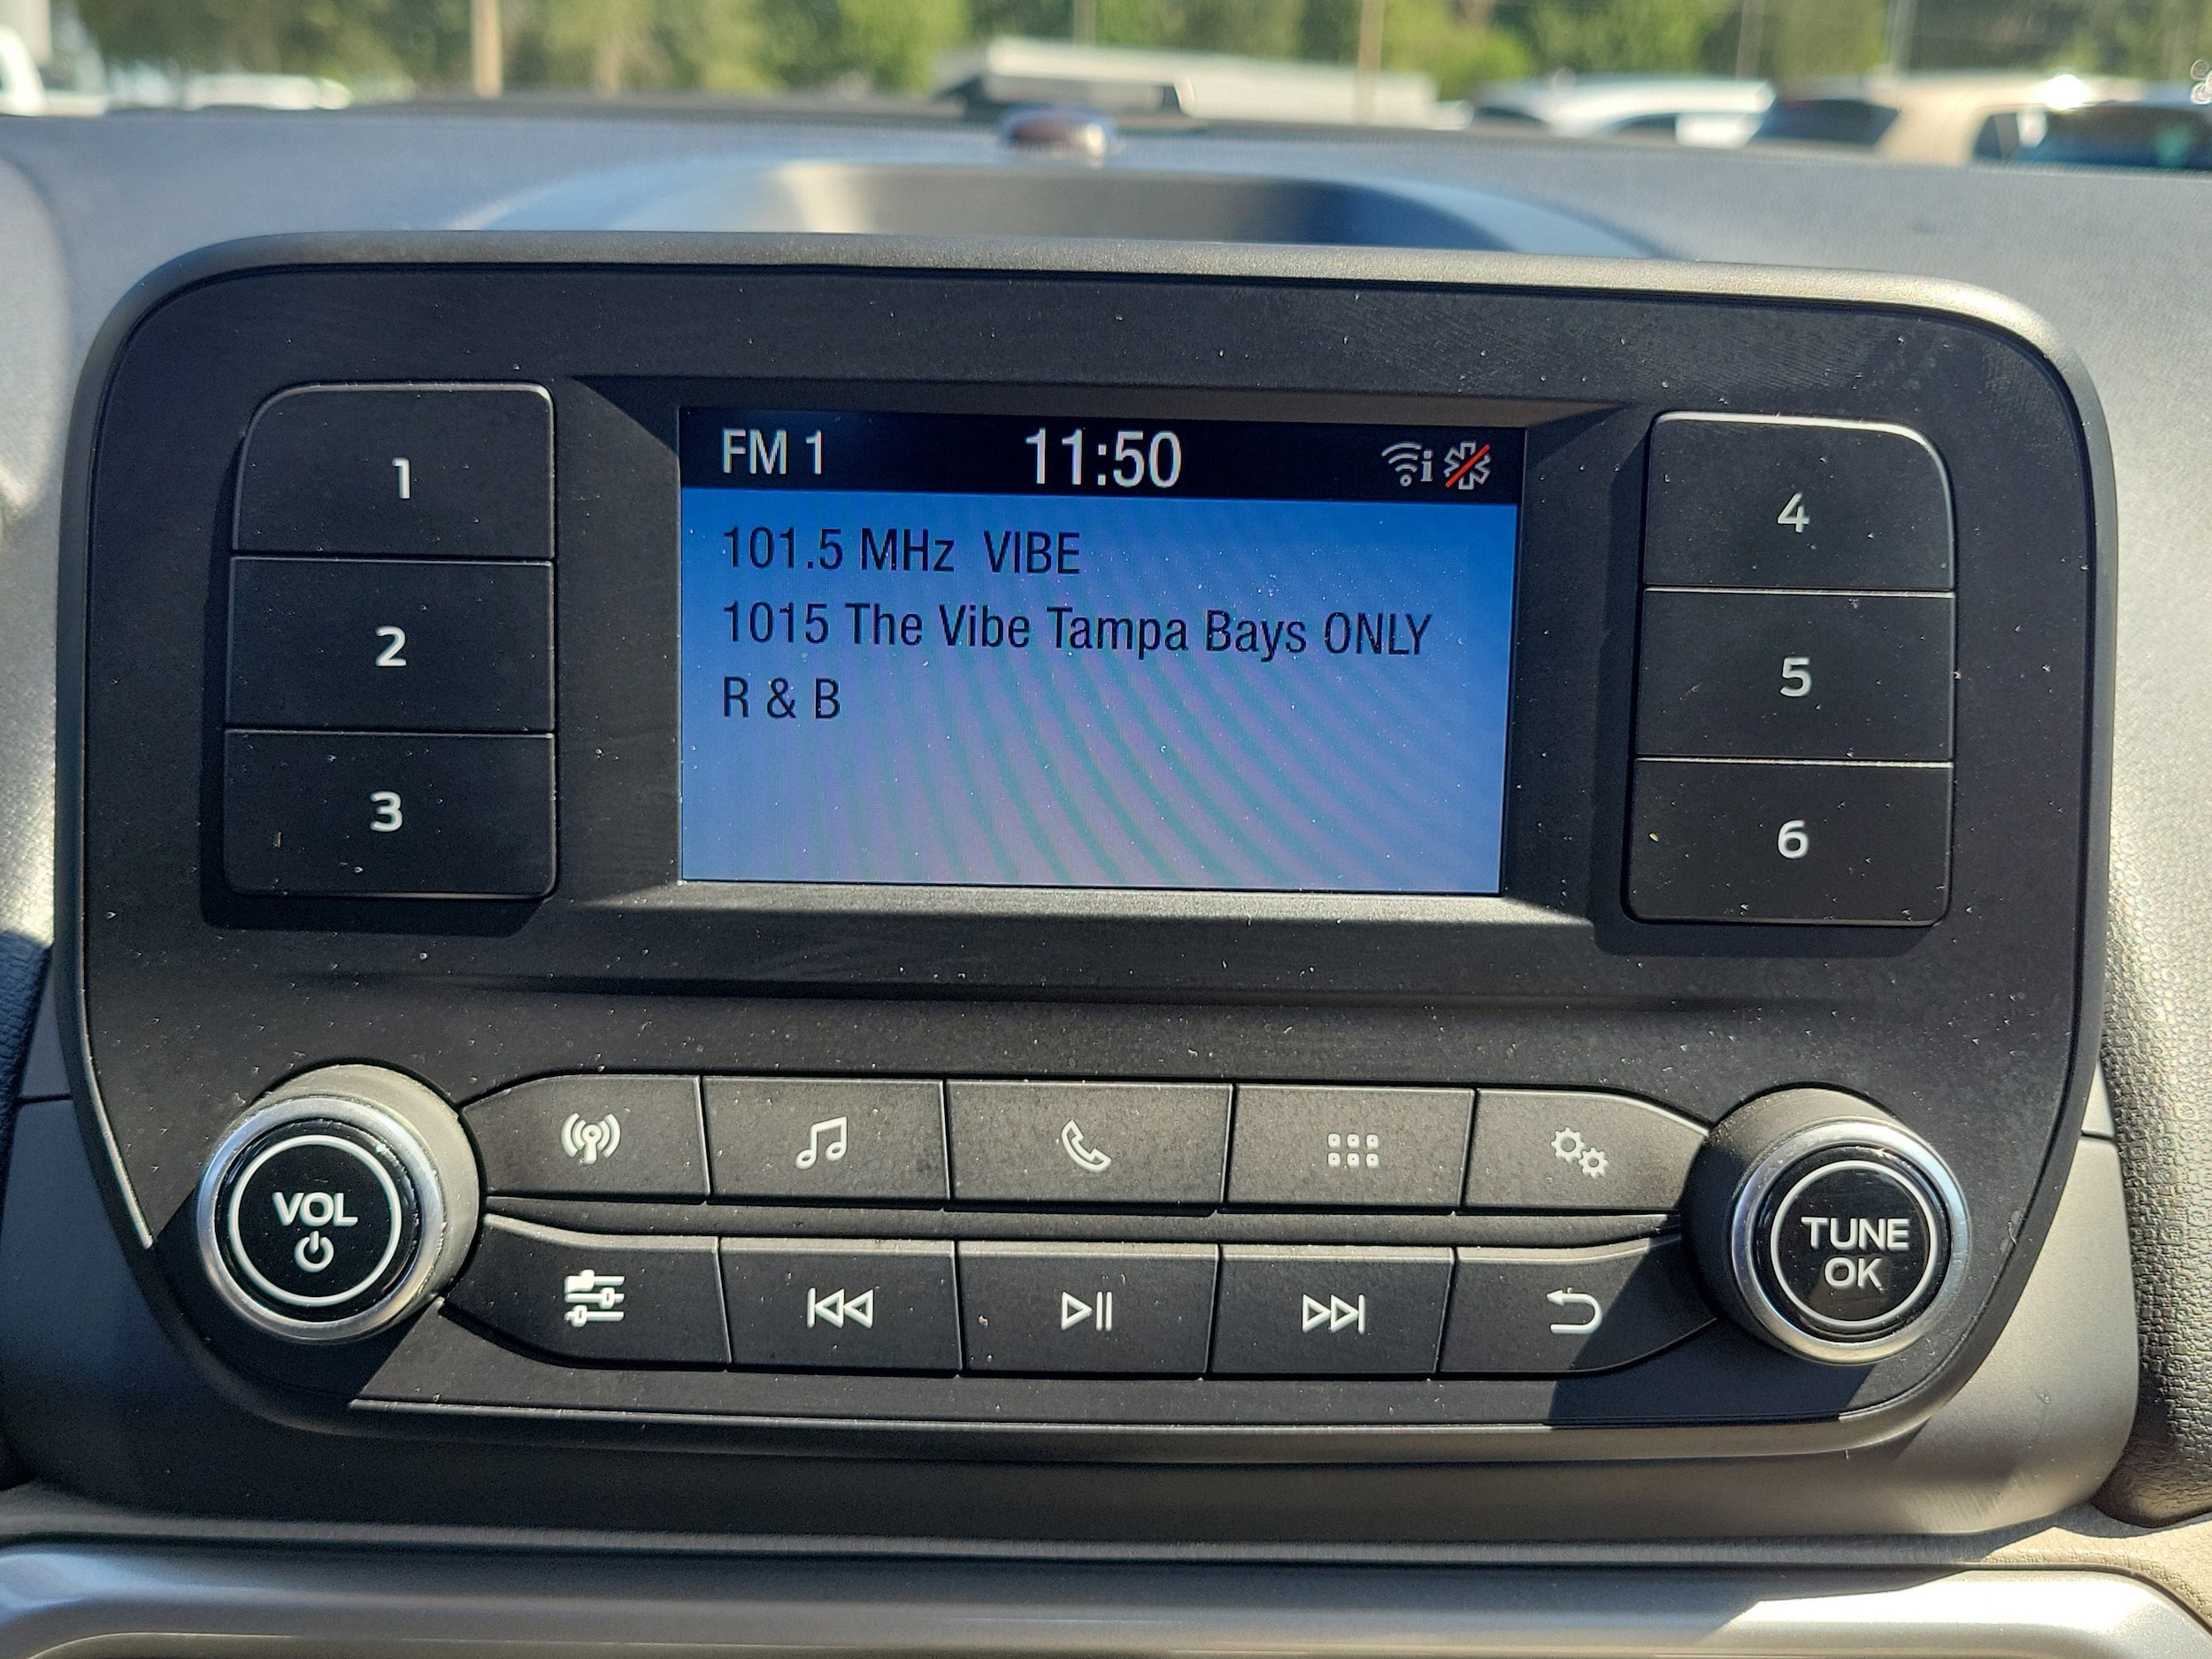 FM 1 11:50
101.5 MHz VIBE
1015 The Vibe Tampa Bays ONLY
R & B
1
2
3
4
5
6
VOL
TUNE
OK